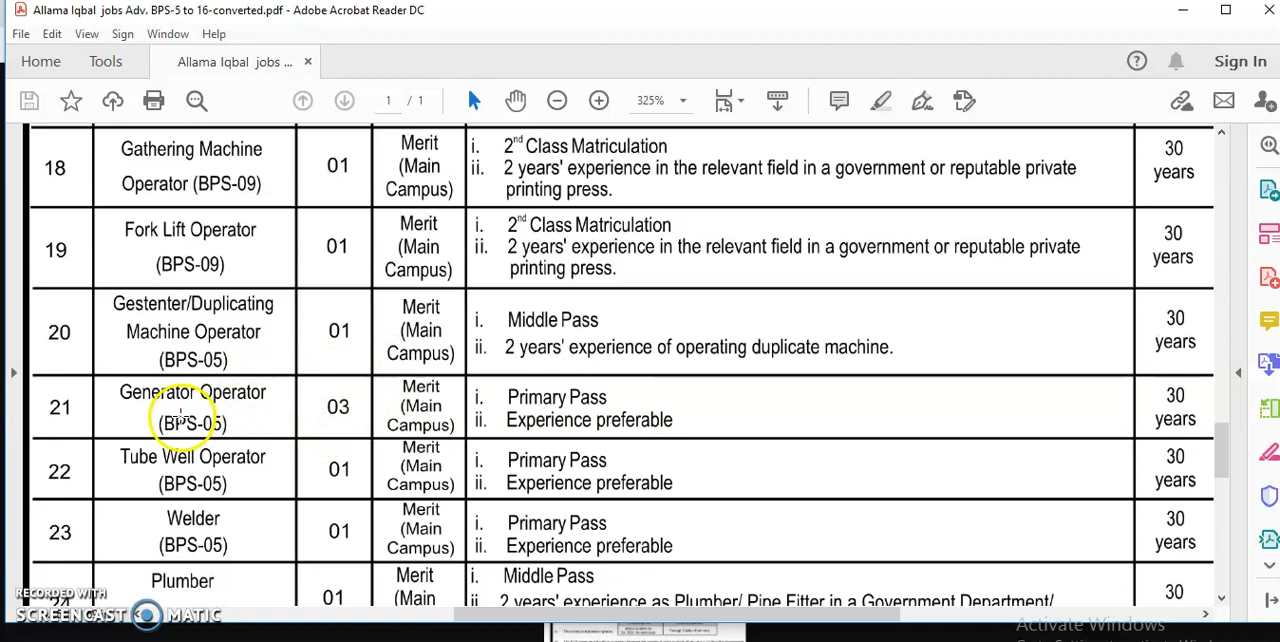 Allama Iqbal jobs Adv. BPS-5 to 16-converted.pdf - Adobe Acrobat Reader DC
File Edit View Sign Window Help
Home Tools Allama Iqbal jobs ... × Sign In
1 / 1 325%
18 Gathering Machine Operator (BPS-09) 01 Merit (Main Campus) i. 2nd Class Matriculation 30 years
ii. 2 years' experience in the relevant field in a government or reputable private
printing press.
19 Fork Lift Operator (BPS-09) 01 Merit (Main Campus) i. 2nd Class Matriculation 30 years
ii. 2 years' experience in the relevant field in a government or reputable private
printing press.
20 Gestenter/Duplicating Machine Operator (BPS-05) 01 Merit (Main Campus) i. Middle Pass 30 years
ii. 2 years' experience of operating duplicate machine.
21 Generator Operator (BPS-05) 03 Merit (Main Campus) i. Primary Pass 30 years
ii. Experience preferable
22 Tube Well Operator (BPS-05) 01 Merit (Main Campus) i. Primary Pass 30 years
ii. Experience preferable
23 Welder (BPS-05) 01 Merit (Main Campus) i. Primary Pass 30 years
ii. Experience preferable
24 Plumber 01 Merit (Main i. Middle Pass 30
ii. 2 years' experience as Plumber/ Pipe Fitter in a Government Department/
RECORDED WITH
SCREENCAST MATIC
Activate Windows